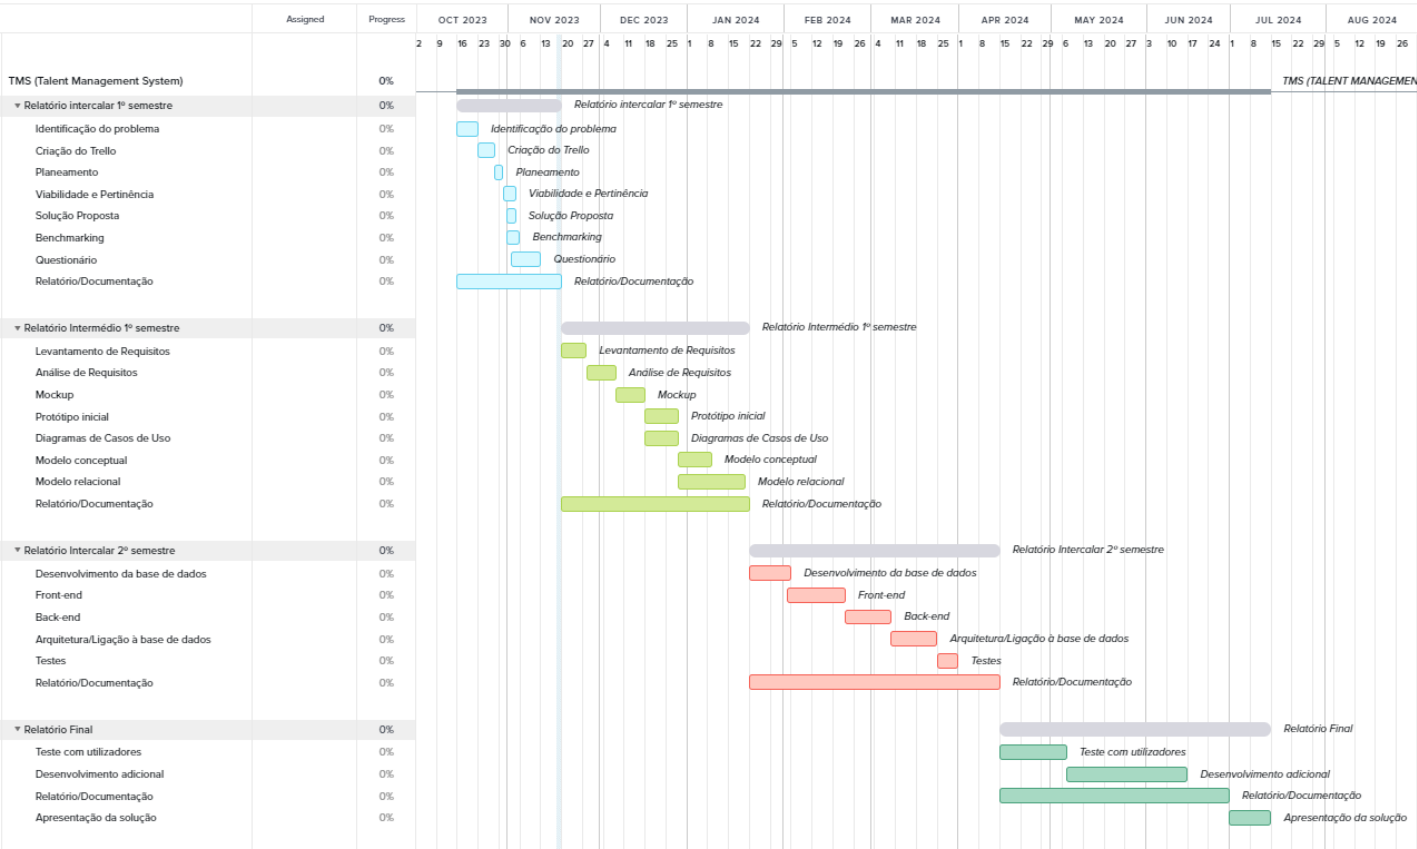 Assigned Progress OCT 2023 NOV 2023 DEC 2023 JAN 2024 FEB 2024 MAR 2024 APR 2024 MAY 2024 JUN 2024 JUL 2024 AUG 2024
2 9 16 23 30 6 13 20 27 4 11 18 25 1 8 15 22 29 5 12 19 26 4 11 18 25 1 8 15 22 29 6 13 20 27 3 10 17 24 1 8 15 22 29 5 12 19 26
TMS (Talent Management System) 0% TMS (TALENT MANAGEMEN
Relatório intercalar 1º semestre 0% Relatório intercalar 1º semestre
Identificação do problema 0% Identificação do problema
Criação do Trello 0% Criação do Trello
Planeamento 0% Planeamento
Viabilidade e Pertinência 0% Viabilidade e Pertinência
Solução Proposta 0% Solução Proposta
Benchmarking 0% Benchmarking
Questionário 0% Questionário
Relatório/Documentação 0% Relatório/Documentação
Relatório Intermédio 1º semestre 0% Relatório Intermédio 1º semestre
Levantamento de Requisitos 0% Levantamento de Requisitos
Análise de Requisitos 0% Análise de Requisitos
Mockup 0% Mockup
Protótipo inicial 0% Protótipo inicial
Diagramas de Casos de Uso 0% Diagramas de Casos de Uso
Modelo conceptual 0% Modelo conceptual
Modelo relacional 0% Modelo relacional
Relatório/Documentação 0% Relatório/Documentação
Relatório Intercalar 2º semestre 0% Relatório Intercalar 2º semestre
Desenvolvimento da base de dados 0% Desenvolvimento da base de dados
Front-end 0% Front-end
Back-end 0% Back-end
Arquitetura/Ligação à base de dados 0% Arquitetura/Ligação à base de dados
Testes 0% Testes
Relatório/Documentação 0% Relatório/Documentação
Relatório Final 0% Relatório Final
Teste com utilizadores 0% Teste com utilizadores
Desenvolvimento adicional 0% Desenvolvimento adicional
Relatório/Documentação 0% Relatório/Documentação
Apresentação da solução 0% Apresentação da solução